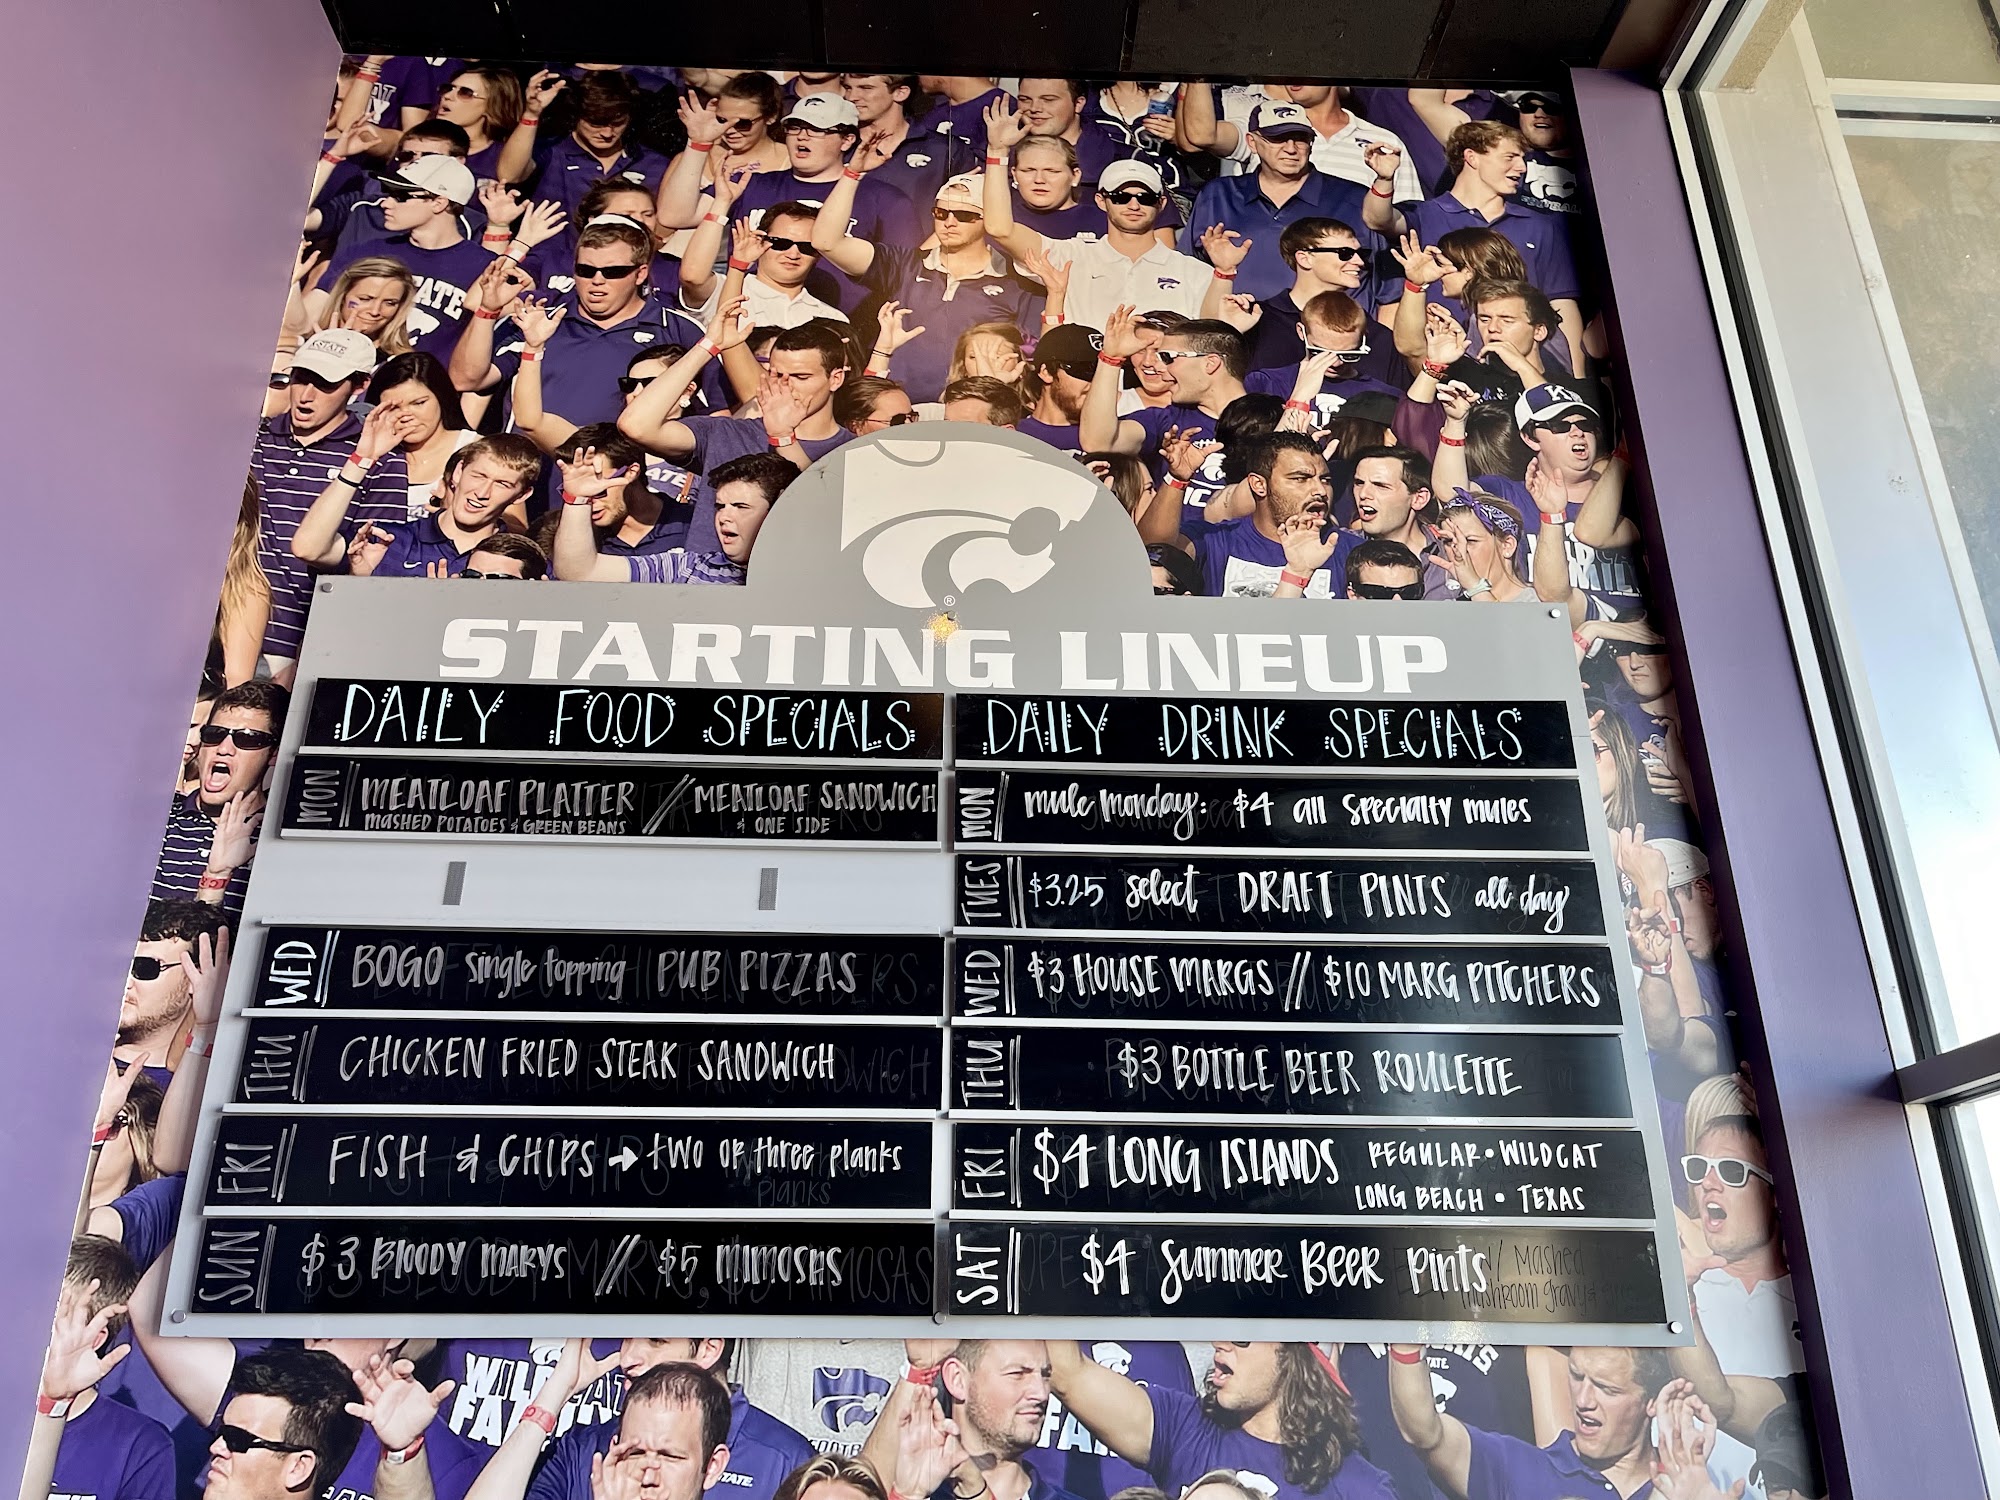 STARTING LINEUP
DAILY FOOD SPECIALS
MON MEATLOAF PLATTER // MEATLOAF SANDWICH
MASHED POTATOES & GREEN BEANS & ONE SIDE
WED BOGO single topping PUB PIZZAS
THU CHICKEN FRIED STEAK SANDWICH
FRI FISH & CHIPS → two or three planks
SUN $3 Bloody Marys // $5 mimosas
DAILY DRINK SPECIALS
MON mule monday: $4 all specialty mules
TUES $3.25 select DRAFT PINTS all day
WED $3 HOUSE MARGS // $10 MARG PITCHERS
THU $3 BOTTLE BEER ROULETTE
FRI $4 LONG ISLANDS REGULAR • WILDCAT
LONG BEACH • TEXAS
SAT $4 Summer Beer Pints